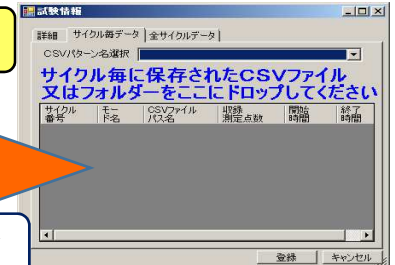 試験情報
詳細 サイクル毎データ 全サイクルデータ
CSVパターン名選択
サイクル毎に保存されたCSVファイル
又はフォルダーをここにドロップしてください
サイクル番号 モード名 CSVファイルパス名 収録測定点数 開始時間 終了時間
登録 キャンセル